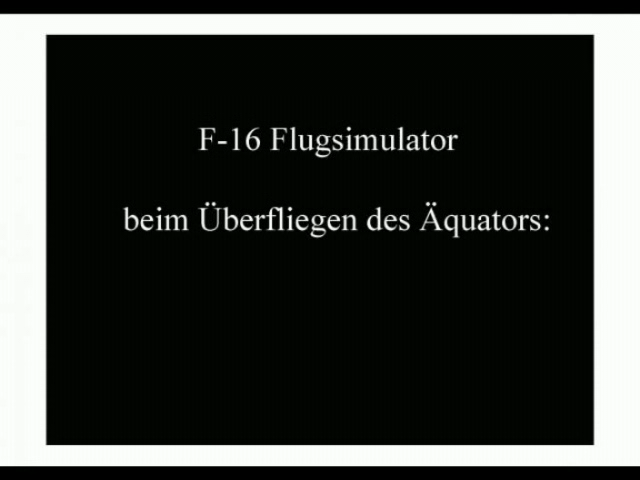 F-16 Flugsimulator
beim Überfliegen des Äquators: